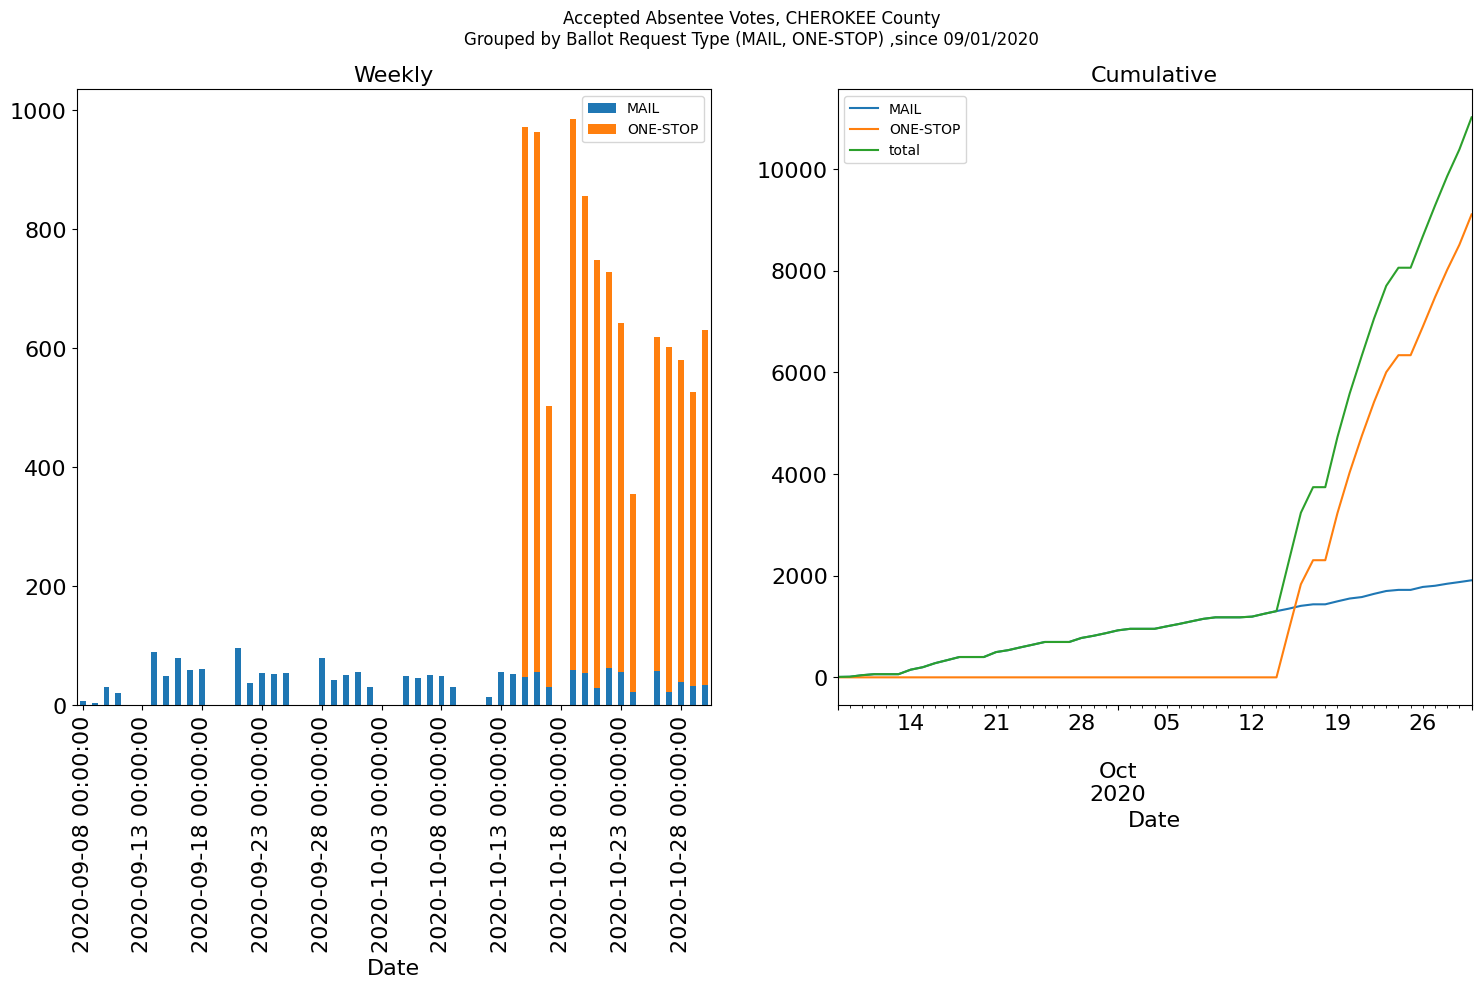 Accepted Absentee Votes, CHEROKEE County
Grouped by Ballot Request Type (MAIL, ONE-STOP) ,since 09/01/2020
Weekly
1000
800
600
400
200
0
MAIL
ONE-STOP
2020-09-08 00:00:00
2020-09-13 00:00:00
2020-09-18 00:00:00
2020-09-23 00:00:00
2020-09-28 00:00:00
2020-10-03 00:00:00
2020-10-08 00:00:00
2020-10-13 00:00:00
2020-10-18 00:00:00
2020-10-23 00:00:00
2020-10-28 00:00:00
Date
Cumulative
MAIL
ONE-STOP
total
10000
8000
6000
4000
2000
0
14 21 28 05 12 19 26
Oct
2020
Date